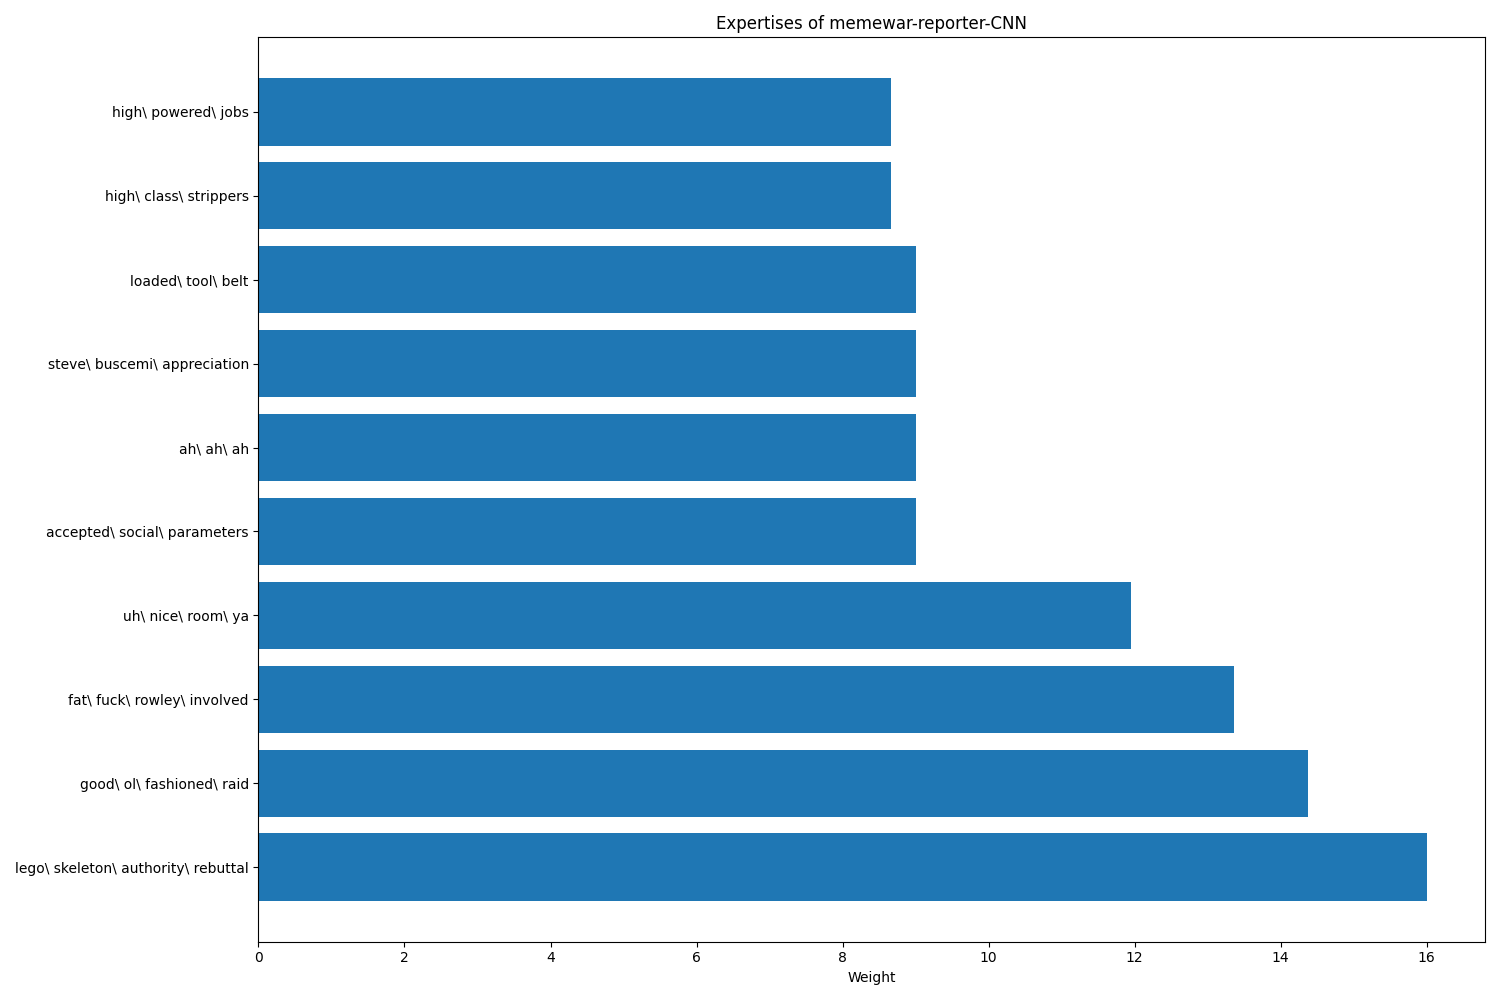 Expertises of memewar-reporter-CNN
high\ powered\ jobs
high\ class\ strippers
loaded\ tool\ belt
steve\ buscemi\ appreciation
ah\ ah\ ah
accepted\ social\ parameters
uh\ nice\ room\ ya
fat\ fuck\ rowley\ involved
good\ ol\ fashioned\ raid
lego\ skeleton\ authority\ rebuttal
0 2 4 6 8 10 12 14 16
Weight